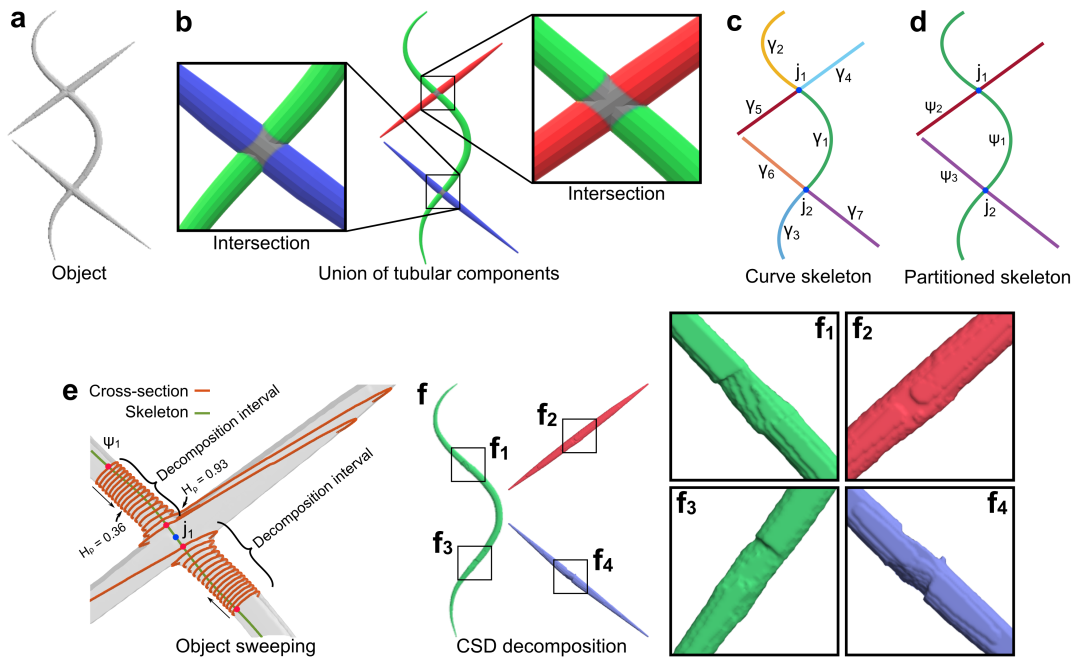 a
b
c
d
Object
Intersection
Intersection
Union of tubular components
γ2
j1
γ4
γ5
γ1
γ6
j2
γ7
γ3
Curve skeleton
j1
ψ2
ψ1
ψ3
j2
Partitioned skeleton
e
Cross-section
Skeleton
ψ1
Decomposition interval
Hp = 0.93
Hp = 0.36
j1
Decomposition interval
Object sweeping
f
f1
f2
f3
f4
CSD decomposition
f1
f2
f3
f4